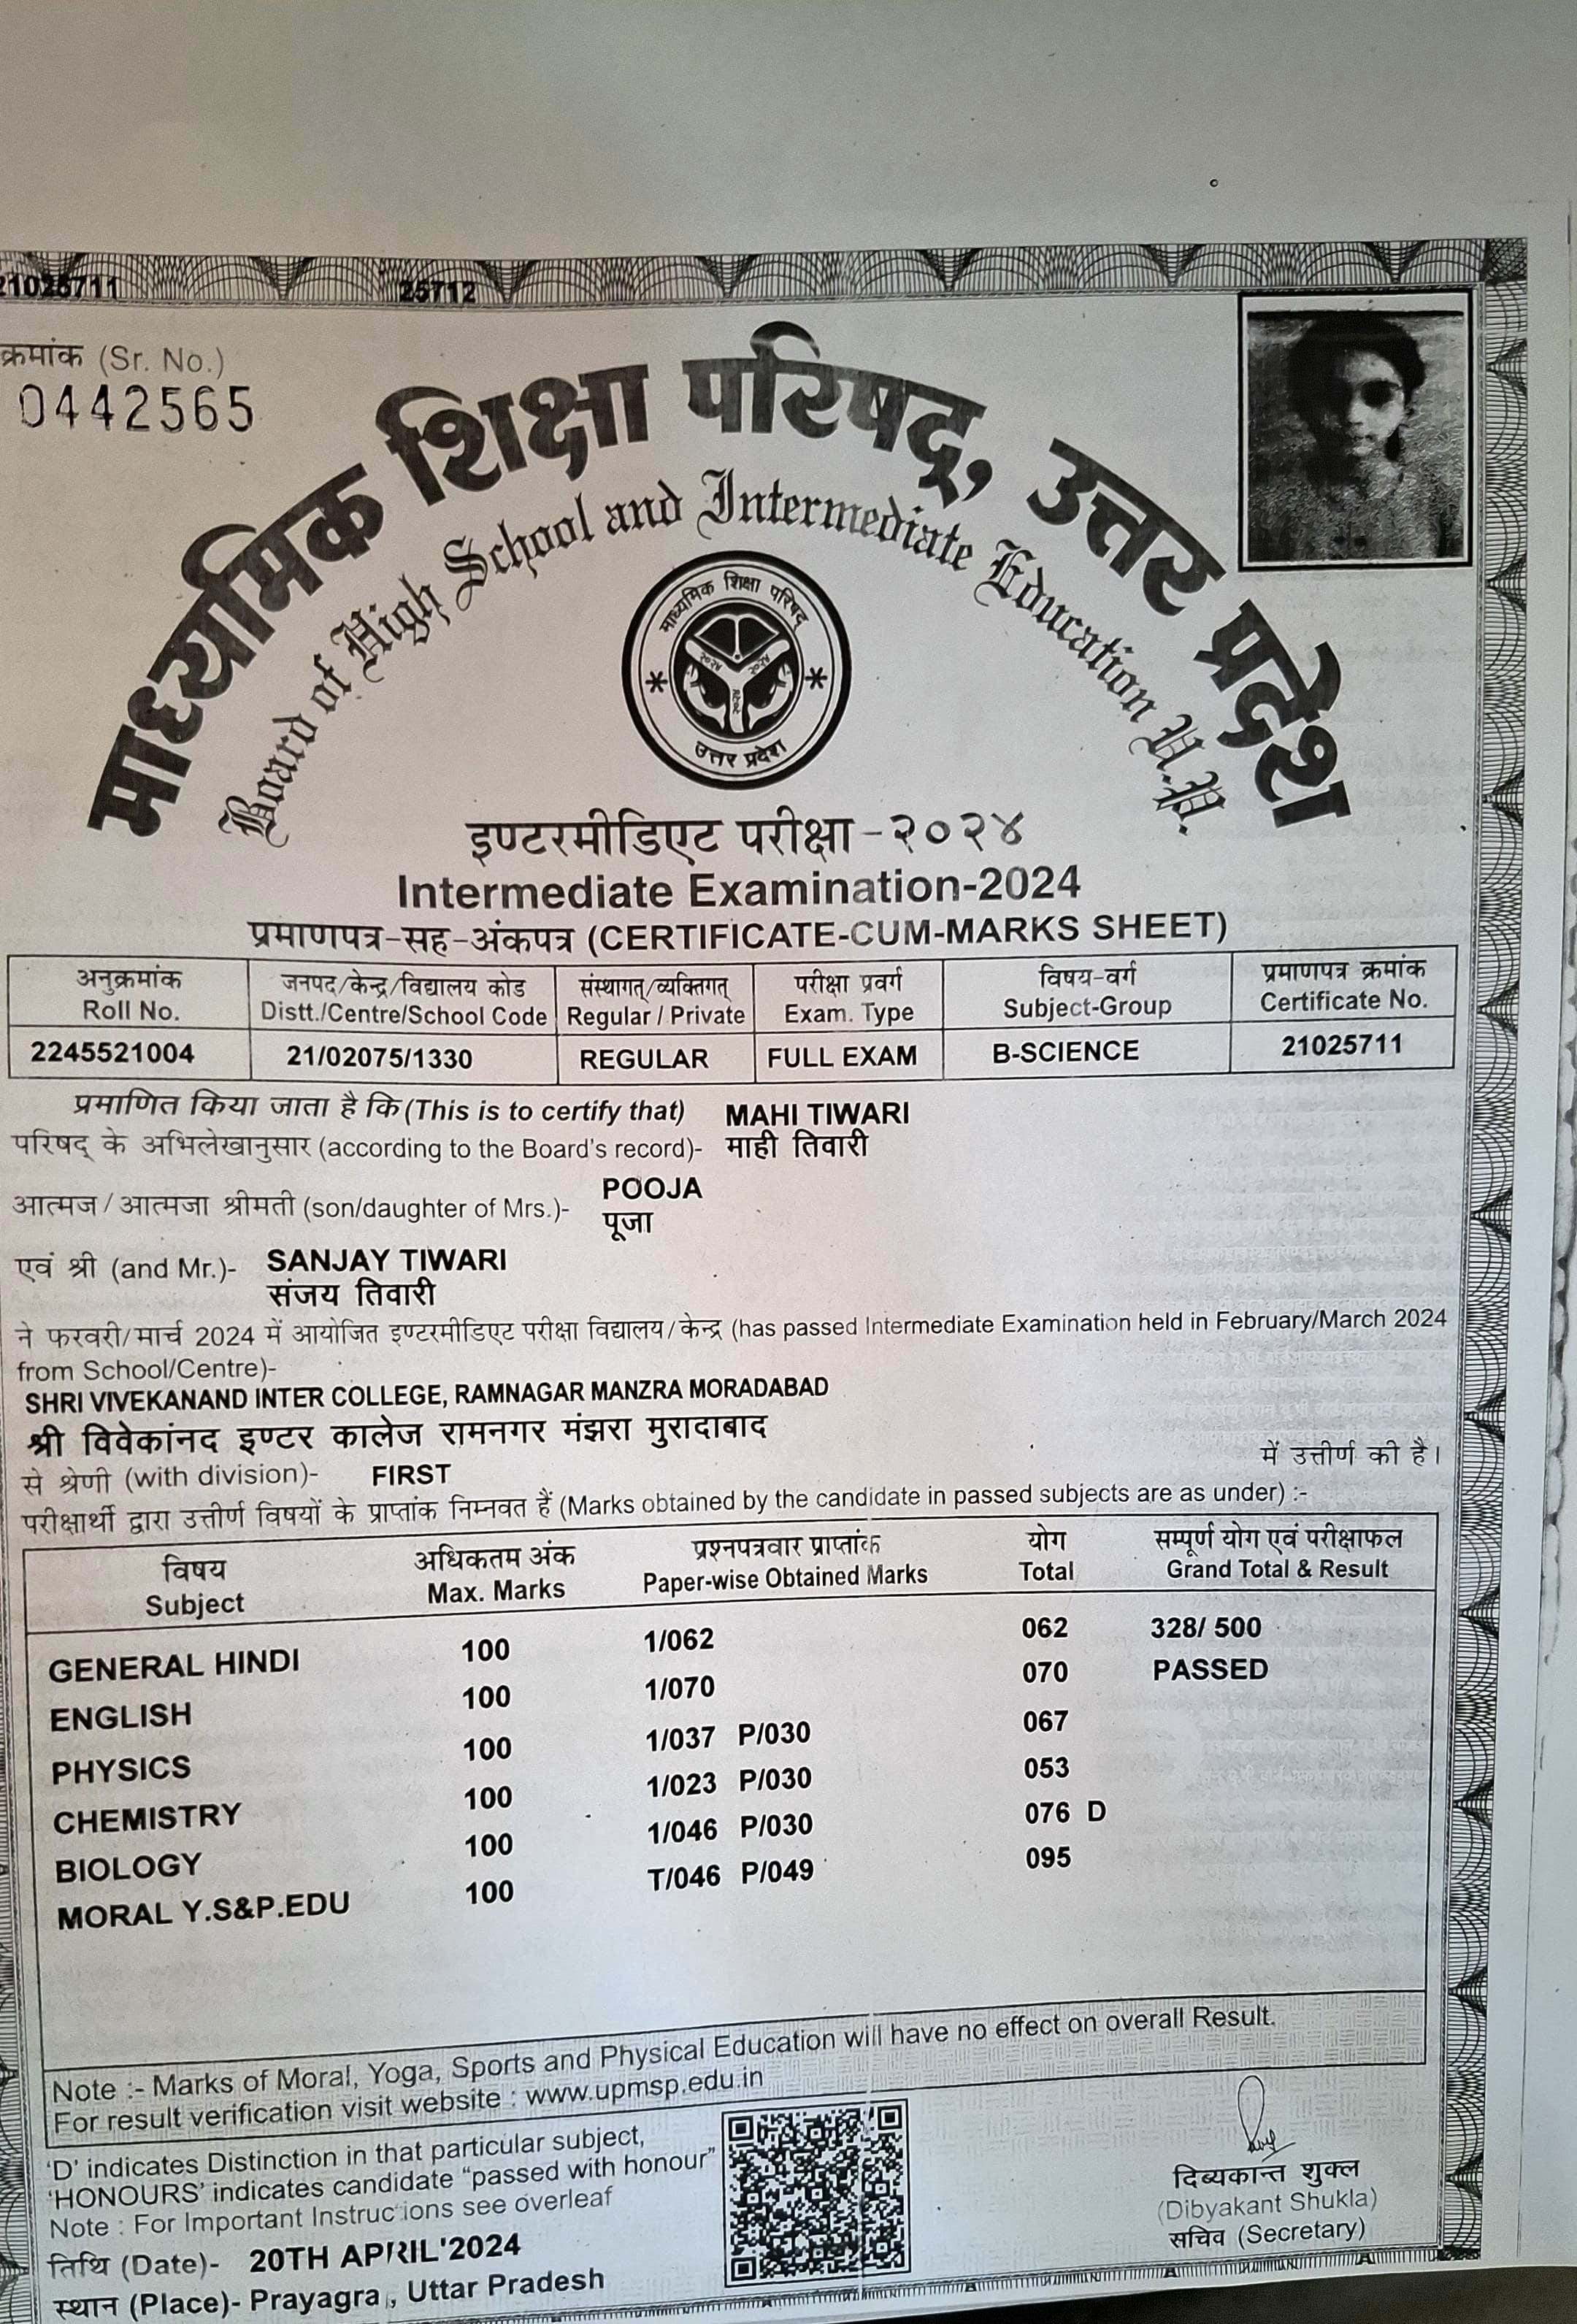 21025711 25712
क्रमांक (Sr. No.)
0442565
माध्यमिक शिक्षा परिषद्, उत्तर प्रदेश
Board of High School and Intermediate Education U.P.
माध्यमिक शिक्षा परिषद्
२०२४ २०२४
उत्तर प्रदेश
इण्टरमीडिएट परीक्षा-२०२४
Intermediate Examination-2024
प्रमाणपत्र-सह-अंकपत्र (CERTIFICATE-CUM-MARKS SHEET)
अनुक्रमांक जनपद/केन्द्र/विद्यालय कोड संस्थागत्/व्यक्तिगत् परीक्षा प्रवर्ग विषय-वर्ग प्रमाणपत्र क्रमांक
Roll No. Distt./Centre/School Code Regular / Private Exam. Type Subject-Group Certificate No.
2245521004 21/02075/1330 REGULAR FULL EXAM B-SCIENCE 21025711
प्रमाणित किया जाता है कि (This is to certify that) MAHI TIWARI
परिषद् के अभिलेखानुसार (according to the Board's record)- माही तिवारी
POOJA
आत्मज/आत्मजा श्रीमती (son/daughter of Mrs.)- पूजा
एवं श्री (and Mr.)- SANJAY TIWARI
संजय तिवारी
ने फरवरी/मार्च 2024 में आयोजित इण्टरमीडिएट परीक्षा विद्यालय/केन्द्र (has passed Intermediate Examination held in February/March 2024
from School/Centre)-
SHRI VIVEKANAND INTER COLLEGE, RAMNAGAR MANZRA MORADABAD
श्री विवेकांनद इण्टर कालेज रामनगर मंझरा मुरादाबाद
से श्रेणी (with division)- FIRST में उत्तीर्ण की है।
परीक्षार्थी द्वारा उत्तीर्ण विषयों के प्राप्तांक निम्नवत हैं (Marks obtained by the candidate in passed subjects are as under) :-
विषय अधिकतम अंक प्रश्नपत्रवार प्राप्तांक योग सम्पूर्ण योग एवं परीक्षाफल
Subject Max. Marks Paper-wise Obtained Marks Total Grand Total & Result
GENERAL HINDI 100 1/062 062 328/ 500
ENGLISH 100 1/070 070 PASSED
PHYSICS 100 1/037 P/030 067
CHEMISTRY 100 1/023 P/030 053
BIOLOGY 100 1/046 P/030 076 D
MORAL Y.S&P.EDU 100 T/046 P/049 095
Note :- Marks of Moral, Yoga, Sports and Physical Education will have no effect on overall Result.
For result verification visit website : www.upmsp.edu.in
'D' indicates Distinction in that particular subject,
'HONOURS' indicates candidate "passed with honour"
Note : For Important Instructions see overleaf
तिथि (Date)- 20TH APRIL'2024
स्थान (Place)- Prayagra, Uttar Pradesh
दिब्यकान्त शुक्ल
(Dibyakant Shukla)
सचिव (Secretary)